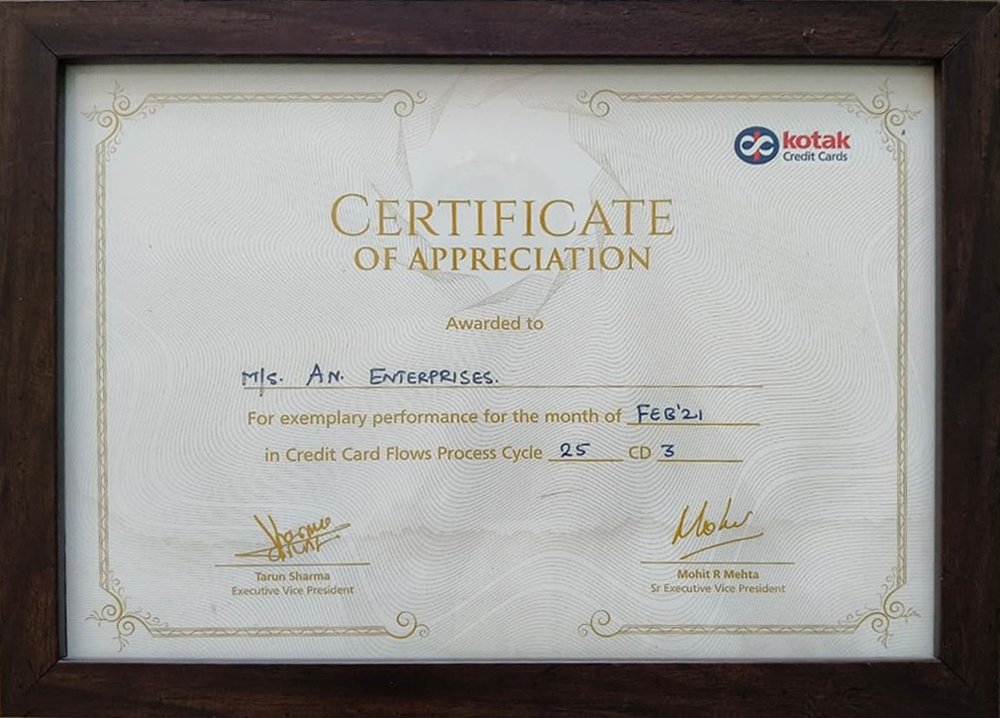 kotak
Credit Cards
CERTIFICATE
OF APPRECIATION
Awarded to
M/s. AN. ENTERPRISES.
For exemplary performance for the month of FEB'21
in Credit Card Flows Process Cycle 25 CD 3
Tarun Sharma
Executive Vice President
Mohit R Mehta
Sr Executive Vice President